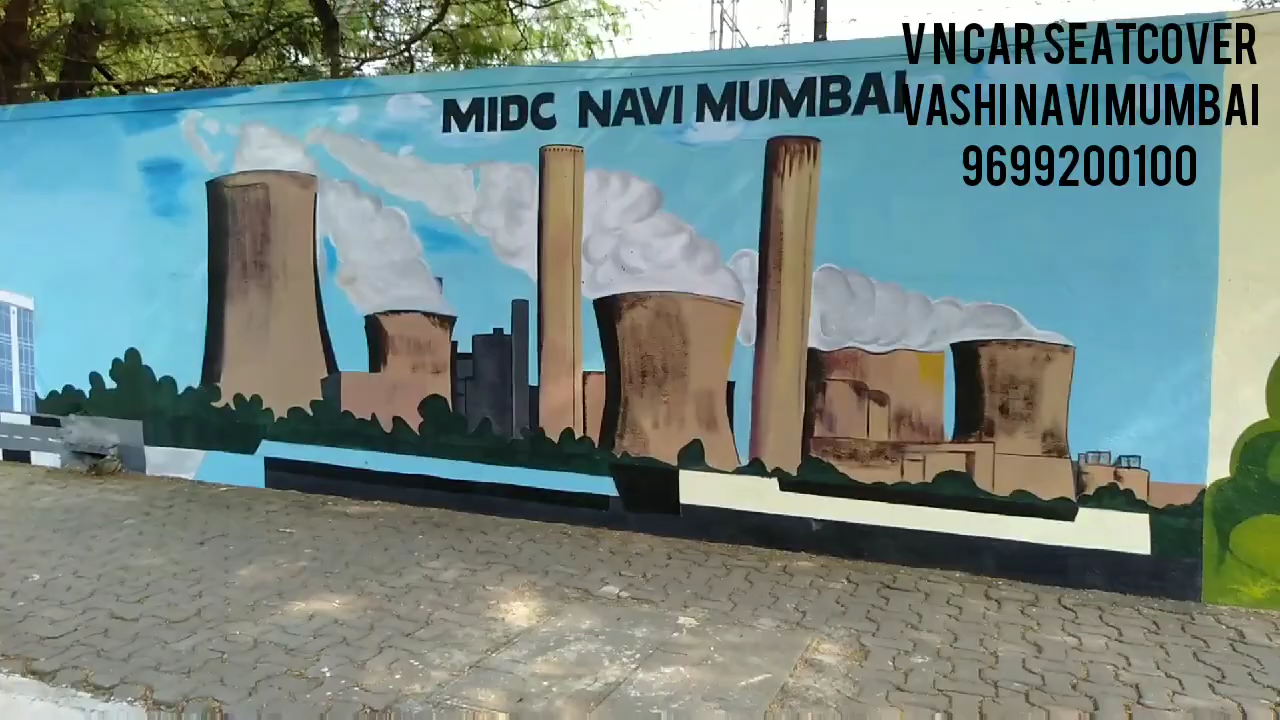 V N CAR SEATCOVER
MIDC NAVI MUMBAI
VASHI NAVI MUMBAI
9699200100